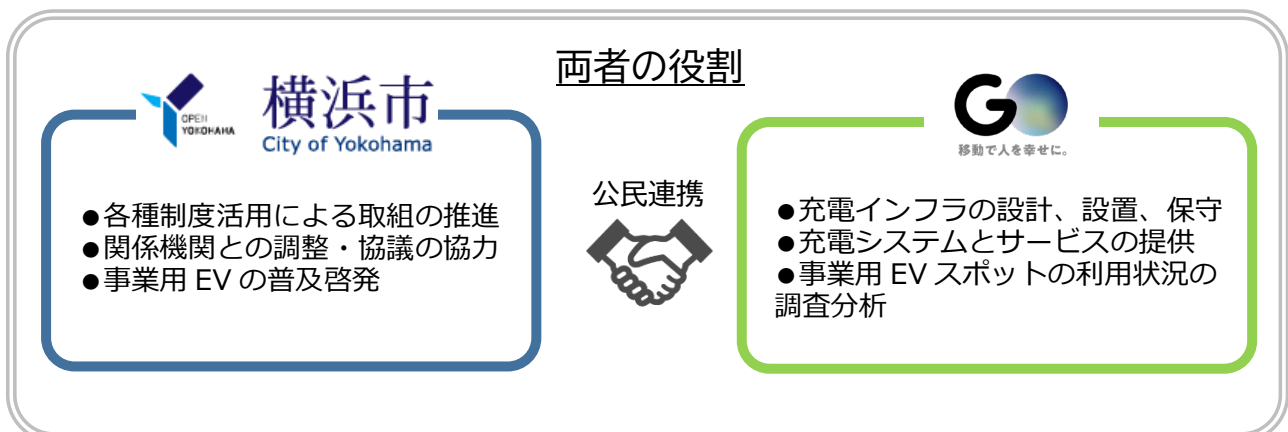 両者の役割
OPEN
YOKOHAMA
横浜市
City of Yokohama
●各種制度活用による取組の推進
●関係機関との調整・協議の協力
●事業用 EV の普及啓発
公民連携
GO
移動で人を幸せに。
●充電インフラの設計、設置、保守
●充電システムとサービスの提供
●事業用 EV スポットの利用状況の
調査分析